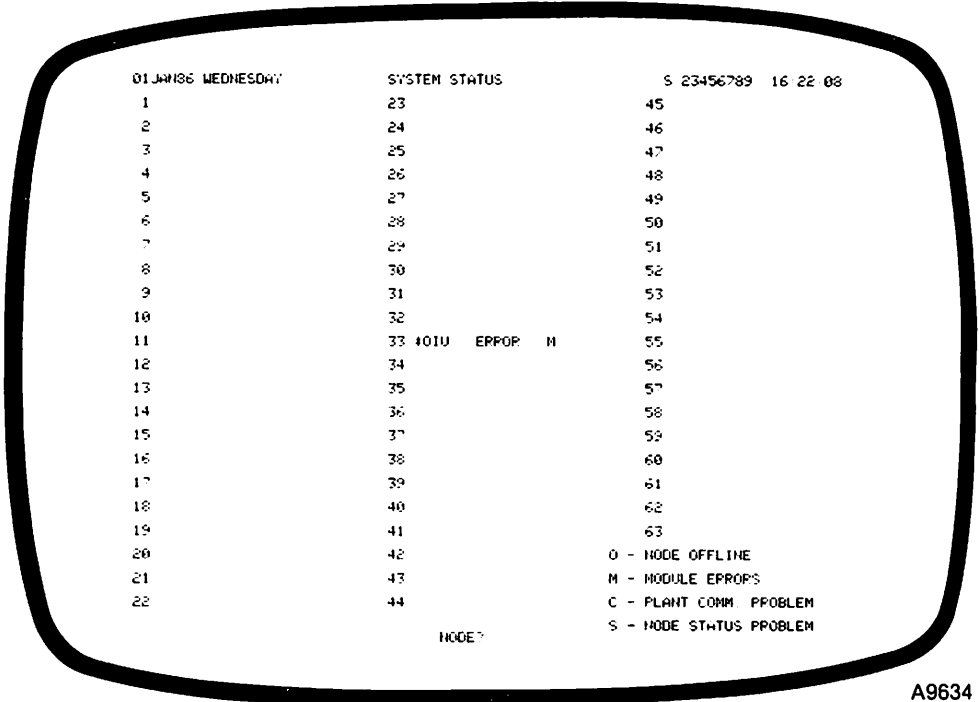 01JAN86 WEDNESDAY SYSTEM STATUS S 23456789 16:22:08
1 23 45
2 24 46
3 25 47
4 26 48
5 27 49
6 28 50
7 29 51
8 30 52
9 31 53
10 32 54
11 33 *OIU ERROR M 55
12 34 56
13 35 57
14 36 58
15 37 59
16 38 60
17 39 61
18 40 62
19 41 63
20 42 O - NODE OFFLINE
21 43 M - MODULE ERRORS
22 44 C - PLANT COMM. PROBLEM
S - NODE STATUS PROBLEM
NODE?
A9634